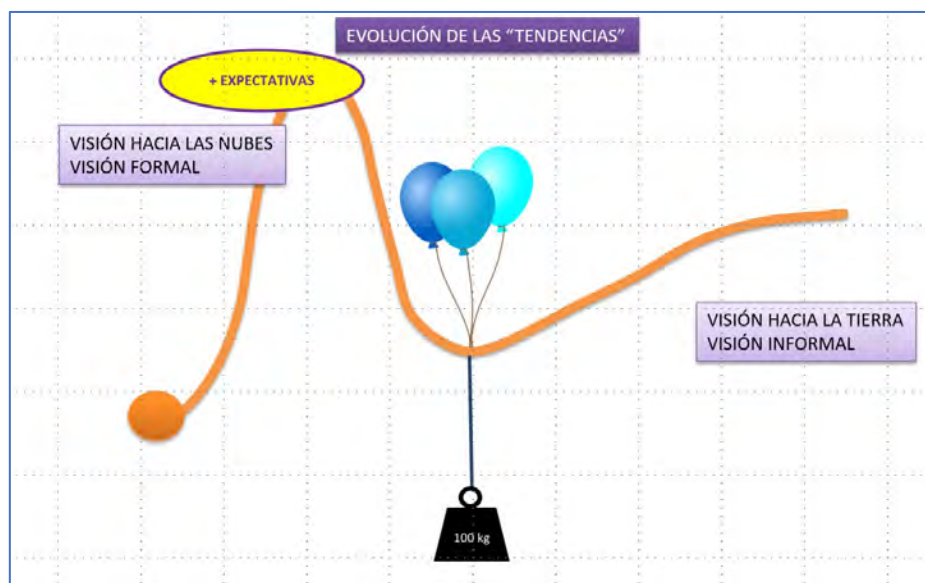 EVOLUCIÓN DE LAS “TENDENCIAS”
+ EXPECTATIVAS
VISIÓN HACIA LAS NUBES
VISIÓN FORMAL
VISIÓN HACIA LA TIERRA
VISIÓN INFORMAL
100 kg